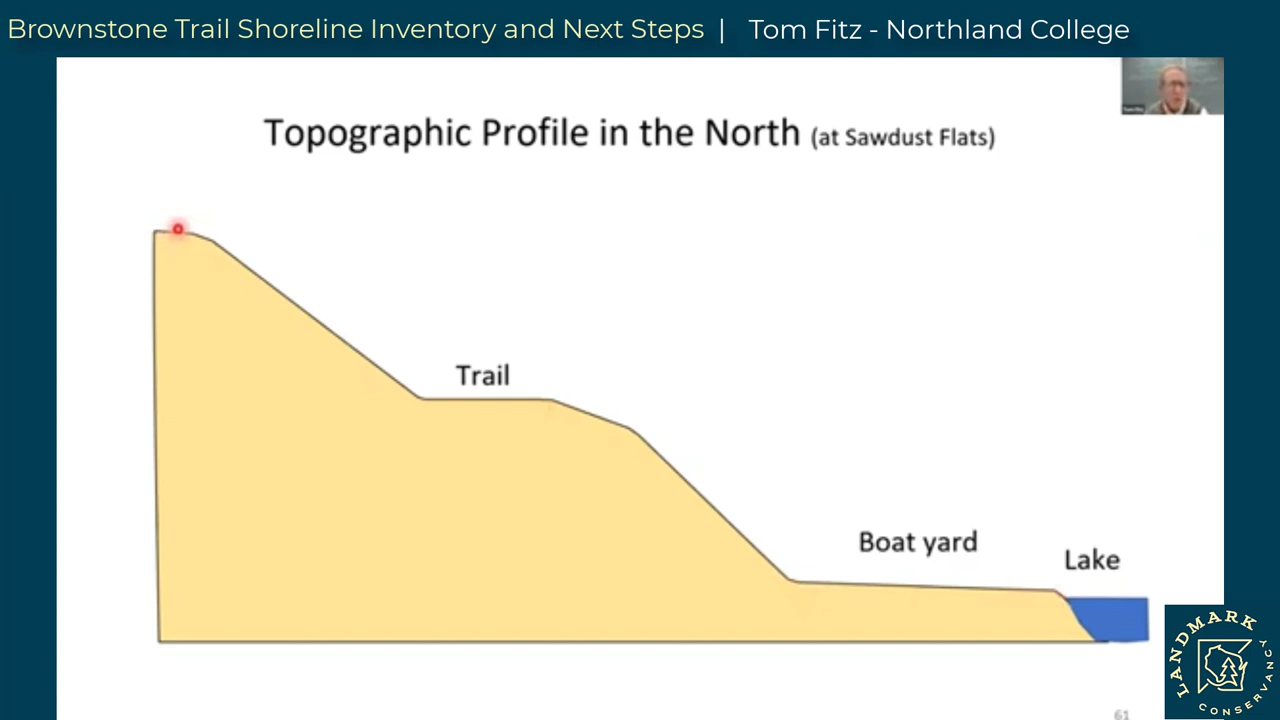 Brownstone Trail Shoreline Inventory and Next Steps | Tom Fitz - Northland College
Topographic Profile in the North (at Sawdust Flats)
Trail
Boat yard
Lake
LANDMARK
CONSERVANCY
61